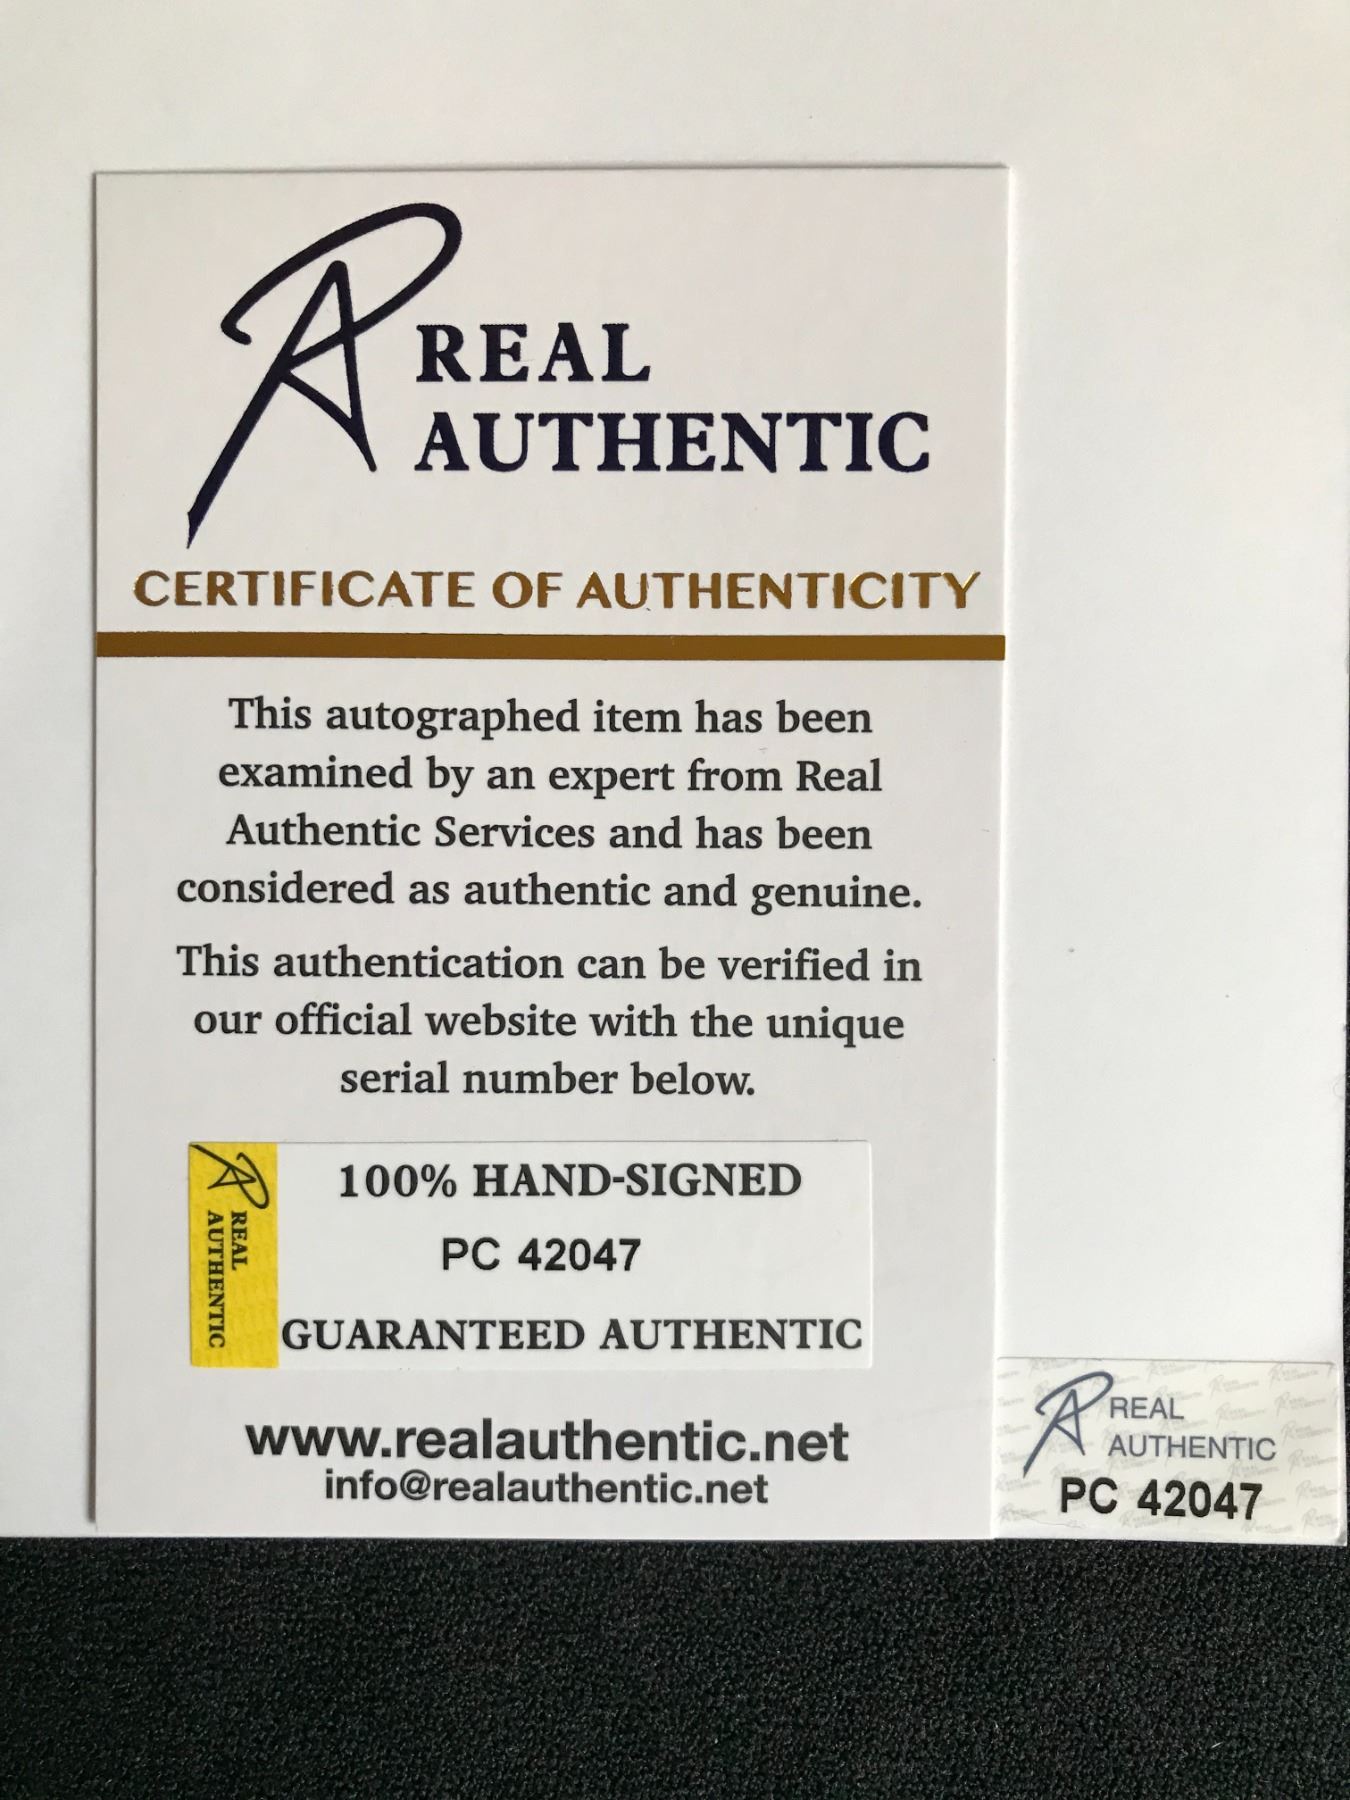 REAL
AUTHENTIC
CERTIFICATE OF AUTHENTICITY
This autographed item has been
examined by an expert from Real
Authentic Services and has been
considered as authentic and genuine.
This authentication can be verified in
our official website with the unique
serial number below.
REAL
AUTHENTIC
100% HAND-SIGNED
PC 42047
GUARANTEED AUTHENTIC
www.realauthentic.net
info@realauthentic.net
REAL
AUTHENTIC
PC 42047